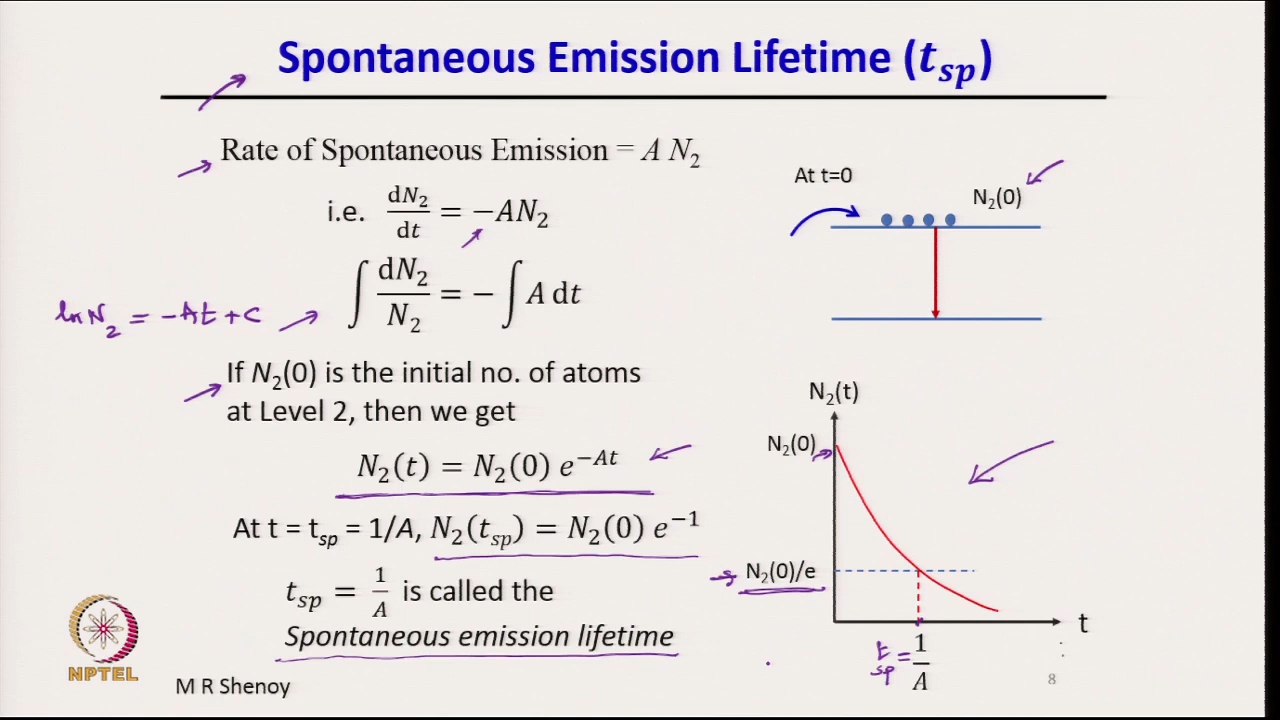 Spontaneous Emission Lifetime (t_sp)
Rate of Spontaneous Emission = A N₂
i.e. dN₂/dt = −AN₂
∫ dN₂/N₂ = − ∫ A dt
ln N₂ = −At + C
If N₂(0) is the initial no. of atoms
at Level 2, then we get
N₂(t) = N₂(0) e^{−At}
At t = t_sp = 1/A, N₂(t_sp) = N₂(0) e^{−1}
t_sp = 1/A is called the
Spontaneous emission lifetime
At t=0
N₂(0)
N₂(t)
N₂(0)
N₂(0)/e
t
t_sp = 1/A
NPTEL
M R Shenoy
8